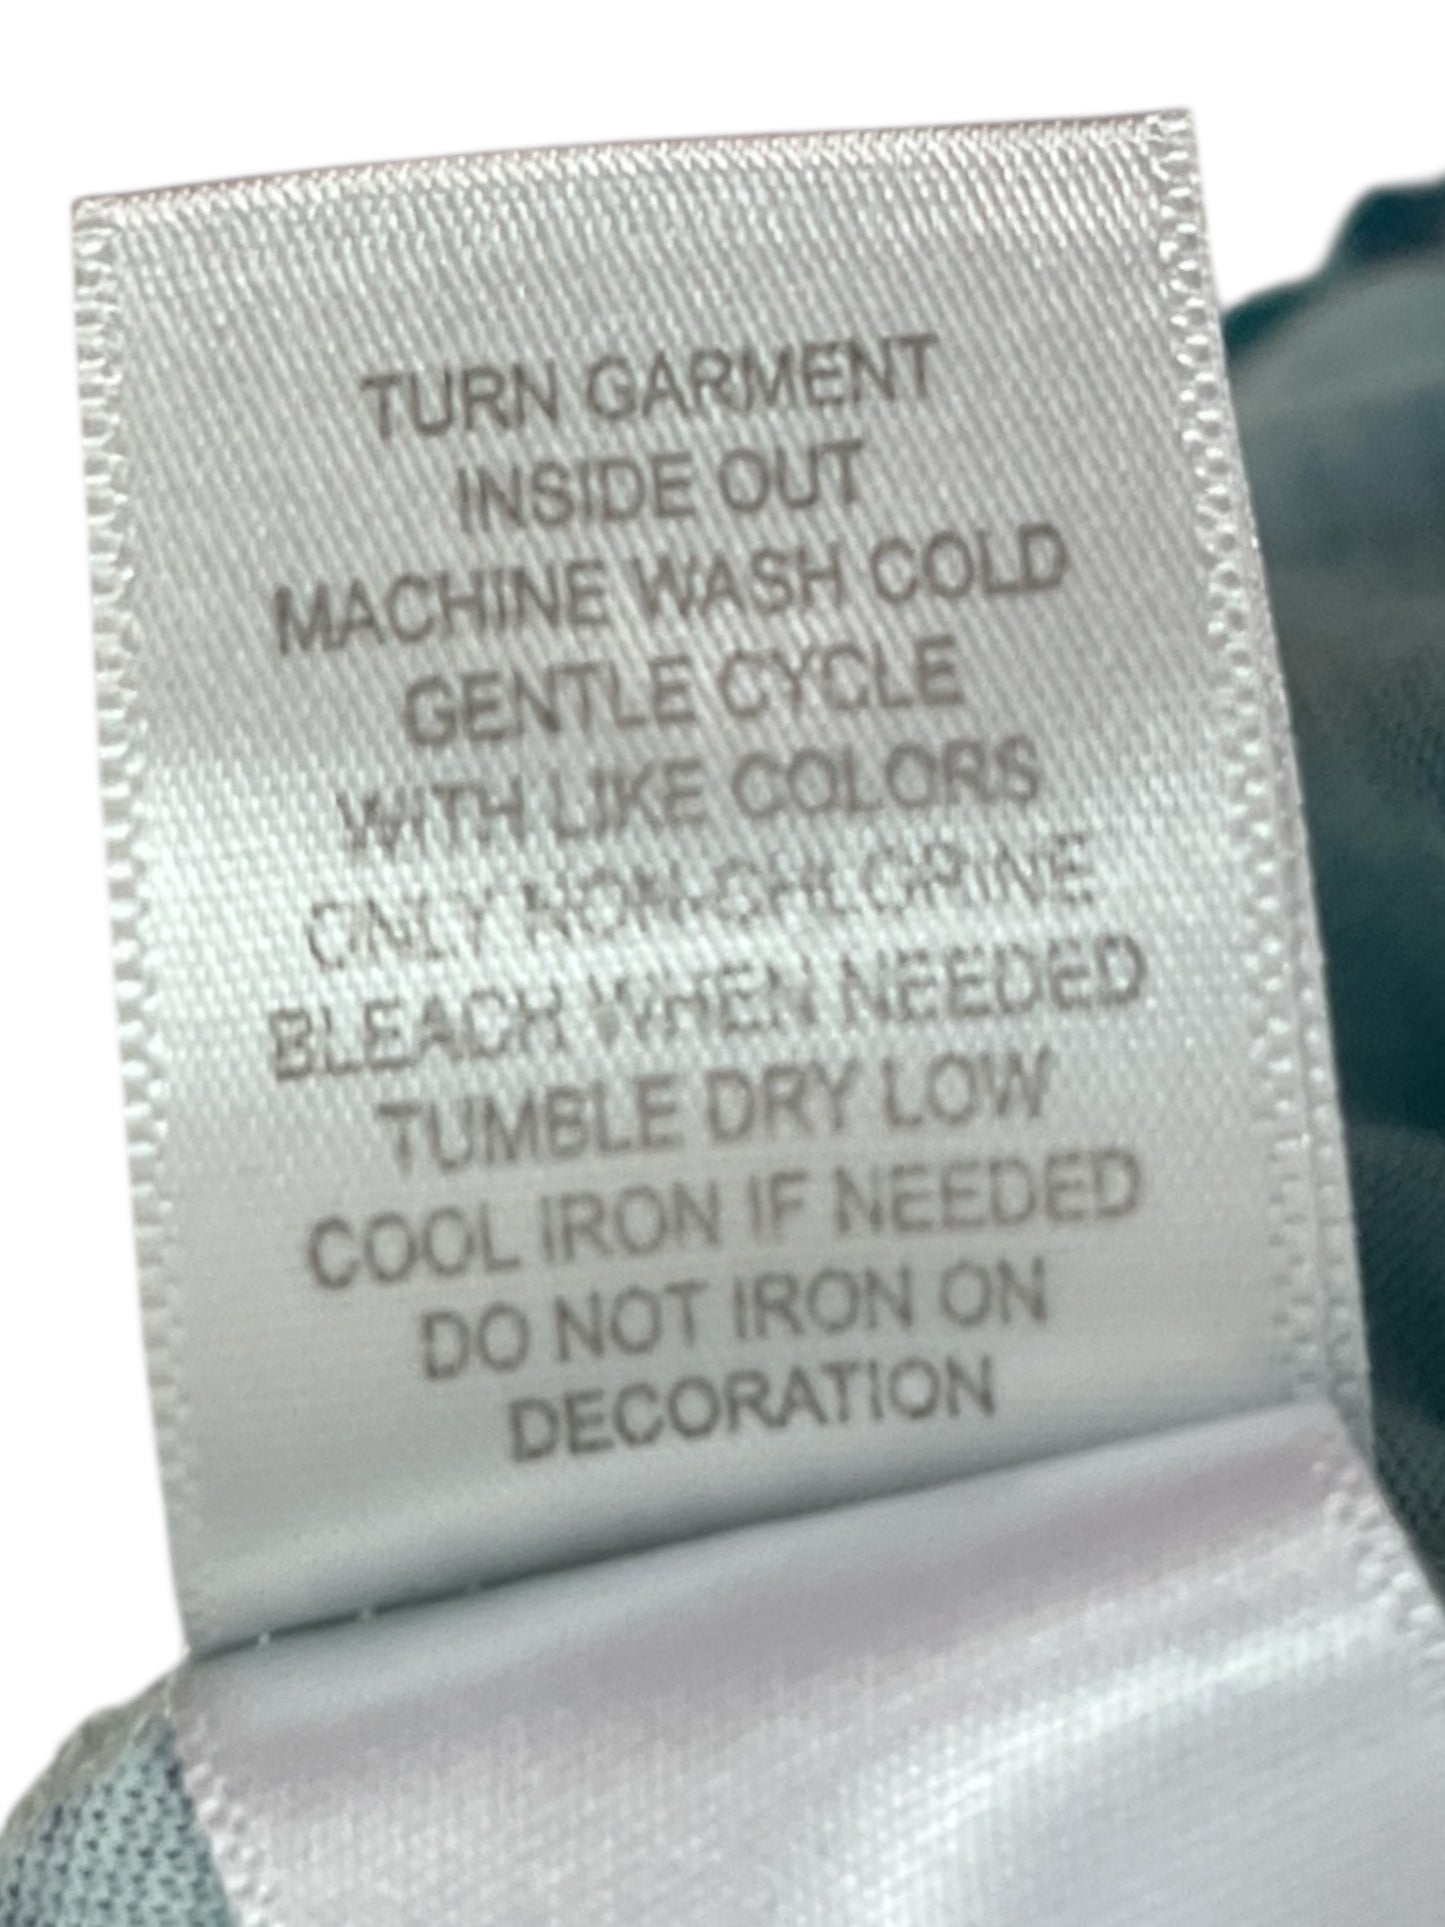 TURN GARMENT
INSIDE OUT
MACHINE WASH COLD
GENTLE CYCLE
WITH LIKE COLORS
ONLY NON-CHLORINE
BLEACH WHEN NEEDED
TUMBLE DRY LOW
COOL IRON IF NEEDED
DO NOT IRON ON
DECORATION